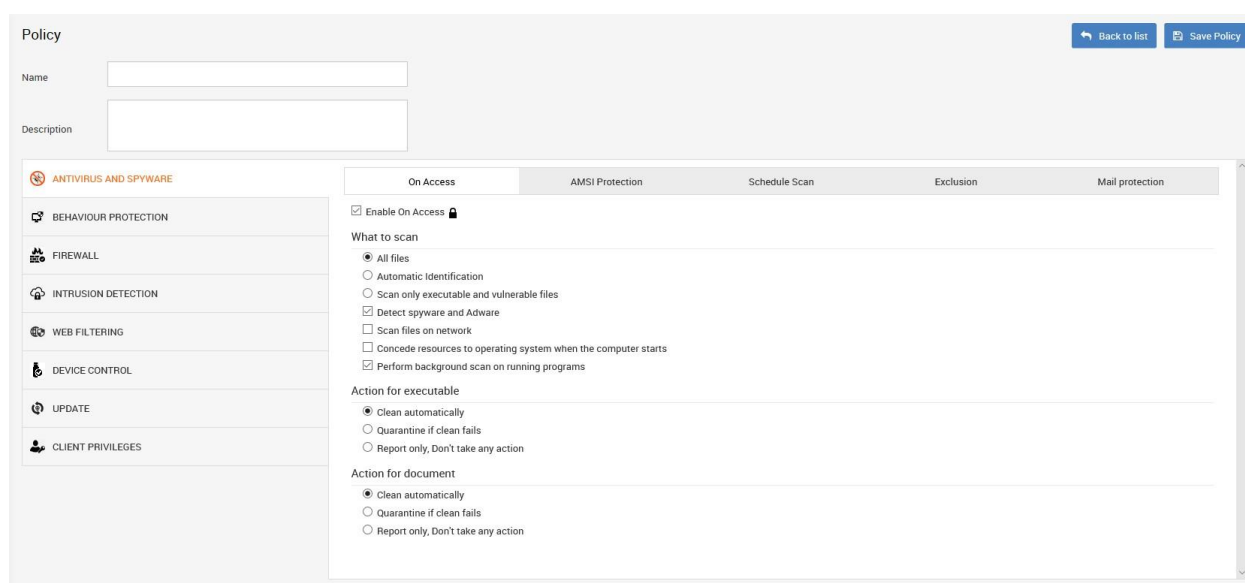 Policy
Back to list
Save Policy
Name
Description
ANTIVIRUS AND SPYWARE
BEHAVIOUR PROTECTION
FIREWALL
INTRUSION DETECTION
WEB FILTERING
DEVICE CONTROL
UPDATE
CLIENT PRIVILEGES
On Access
AMSI Protection
Schedule Scan
Exclusion
Mail protection
Enable On Access
What to scan
All files
Automatic Identification
Scan only executable and vulnerable files
Detect spyware and Adware
Scan files on network
Concede resources to operating system when the computer starts
Perform background scan on running programs
Action for executable
Clean automatically
Quarantine if clean fails
Report only, Don't take any action
Action for document
Clean automatically
Quarantine if clean fails
Report only, Don't take any action